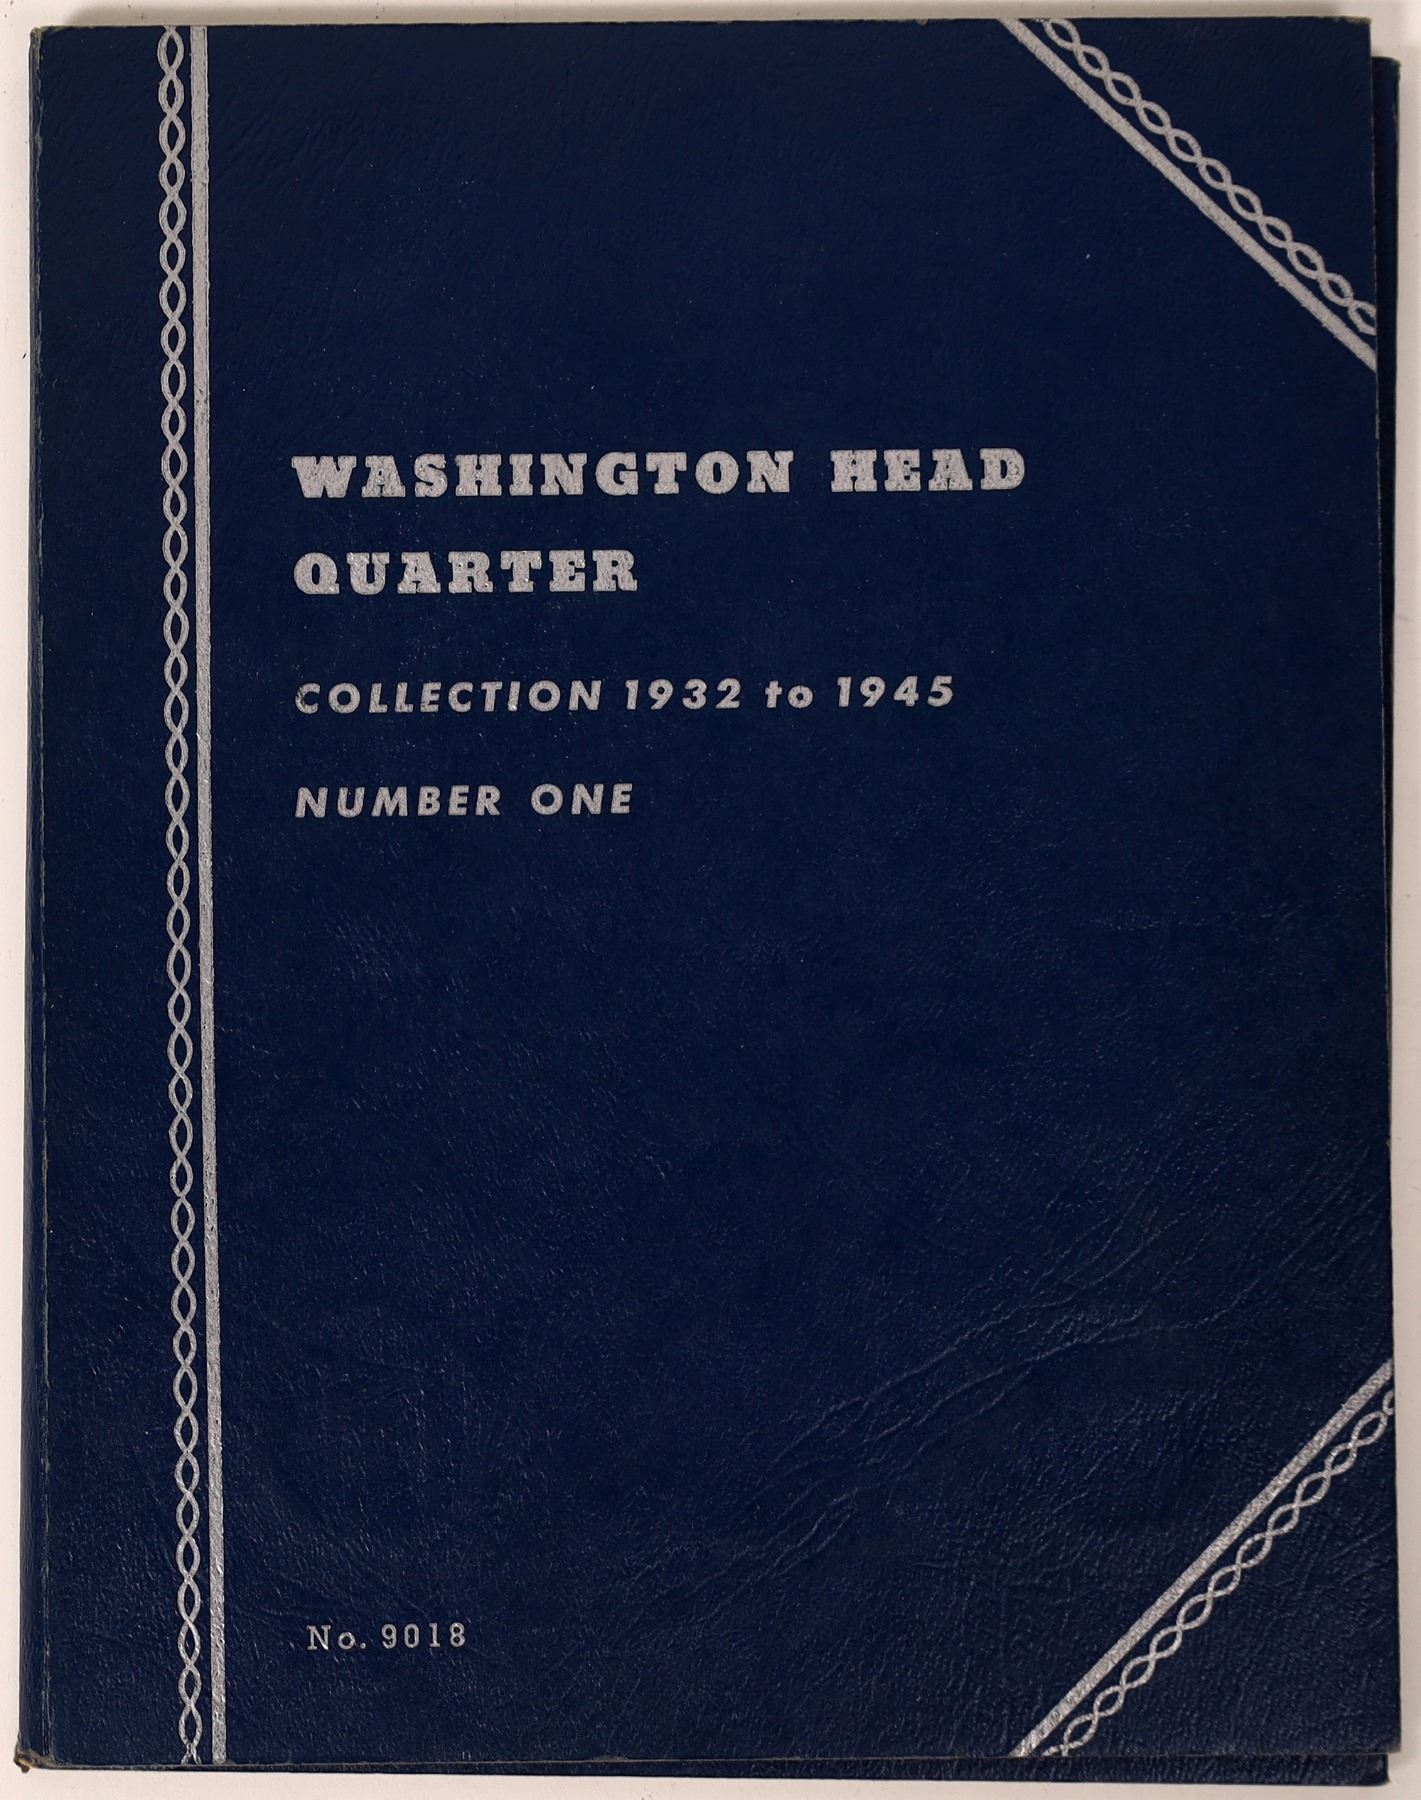 WASHINGTON HEAD
QUARTER
COLLECTION 1932 to 1945
NUMBER ONE
No. 9018